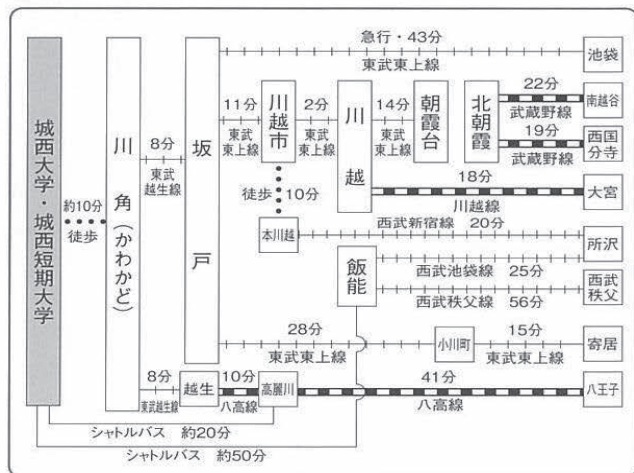 急行・43分
東武東上線
池袋
城西大学・城西短期大学
約10分
徒歩
川角(かわかど)
8分
東武
越生線
坂戸
11分
東武
東上線
川越市
2分
東武
東上線
川越
14分
東武
東上線
朝霞台
北朝霞
22分
武蔵野線
南越谷
19分
武蔵野線
西国
分寺
18分
川越線
大宮
徒歩
10分
本川越
西武新宿線 20分
所沢
飯能
西武池袋線 25分
西武秩父線 56分
西武
秩父
28分
東武東上線
小川町
15分
東武東上線
寄居
8分
東武越生線
越生
10分
八高線
高麗川
41分
八高線
八王子
シャトルバス 約20分
シャトルバス 約50分